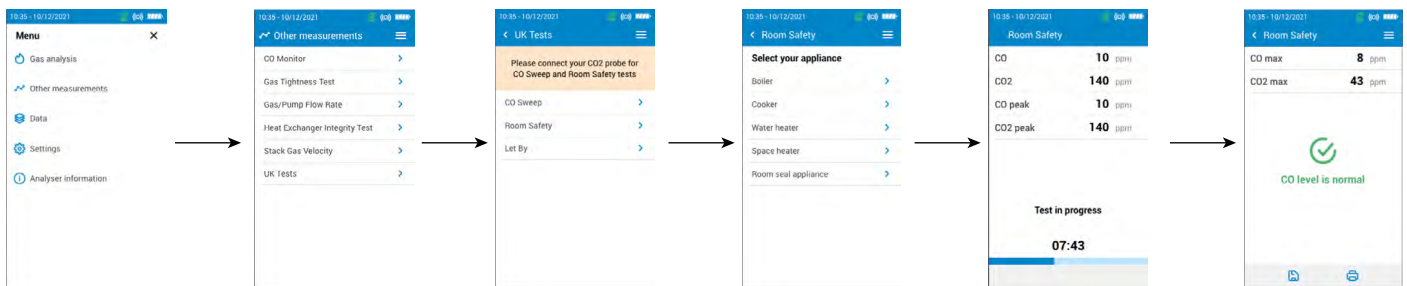 10:35 - 10/12/2021
Menu
Gas analysis
Other measurements
Data
Settings
Analyser information
10:35 - 10/12/2021
Other measurements
CO Monitor
Gas Tightness Test
Gas/Pump Flow Rate
Heat Exchanger Integrity Test
Stack Gas Velocity
UK Tests
10:35 - 10/12/2021
UK Tests
Please connect your CO2 probe for
CO Sweep and Room Safety tests
CO Sweep
Room Safety
Let By
10:35 - 10/12/2021
Room Safety
Select your appliance
Boiler
Cooker
Water heater
Space heater
Room seal appliance
10:35 - 10/12/2021
Room Safety
CO 10 ppm
CO2 140 ppm
CO peak 10 ppm
CO2 peak 140 ppm
Test in progress
07:43
10:35 - 10/12/2021
Room Safety
CO max 8 ppm
CO2 max 43 ppm
CO level is normal